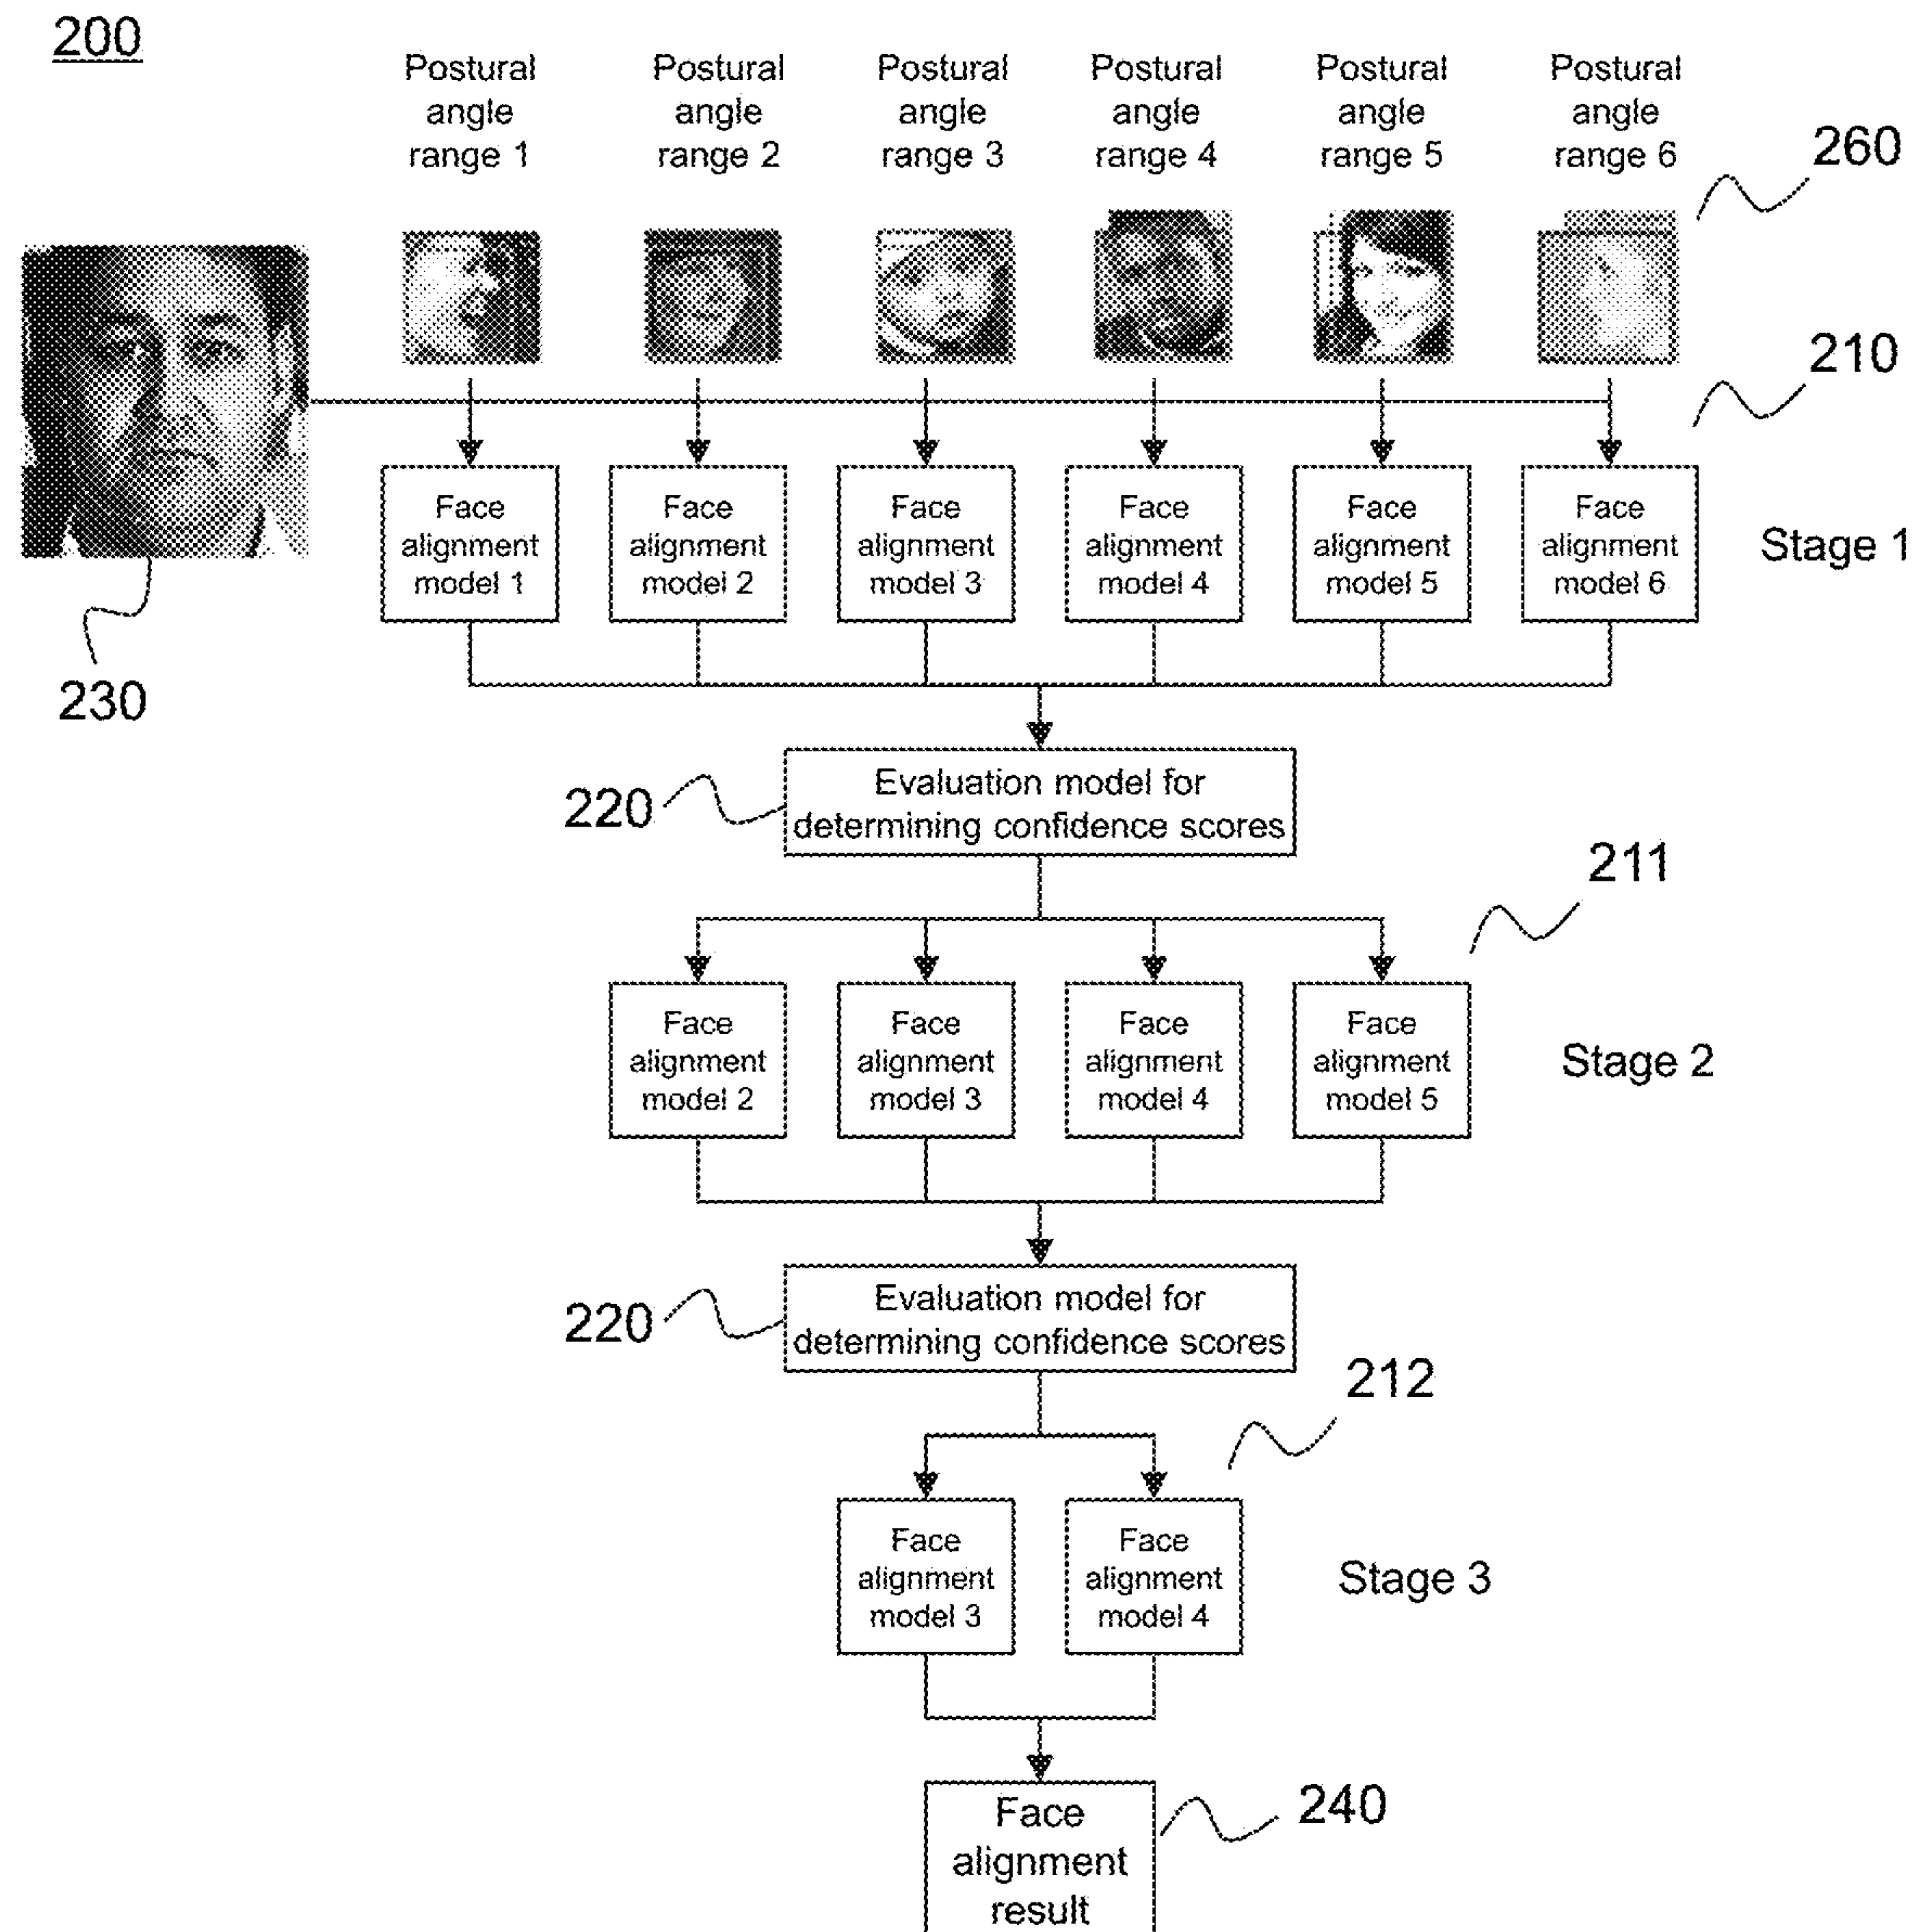 200
Postural
angle
range 1
Postural
angle
range 2
Postural
angle
range 3
Postural
angle
range 4
Postural
angle
range 5
Postural
angle
range 6
260
210
Face
alignment
model 1
Face
alignment
model 2
Face
alignment
model 3
Face
alignment
model 4
Face
alignment
model 5
Face
alignment
model 6
Stage 1
230
220
Evaluation model for
determining confidence scores
211
Face
alignment
model 2
Face
alignment
model 3
Face
alignment
model 4
Face
alignment
model 5
Stage 2
220
Evaluation model for
determining confidence scores
212
Face
alignment
model 3
Face
alignment
model 4
Stage 3
240
Face
alignment
result